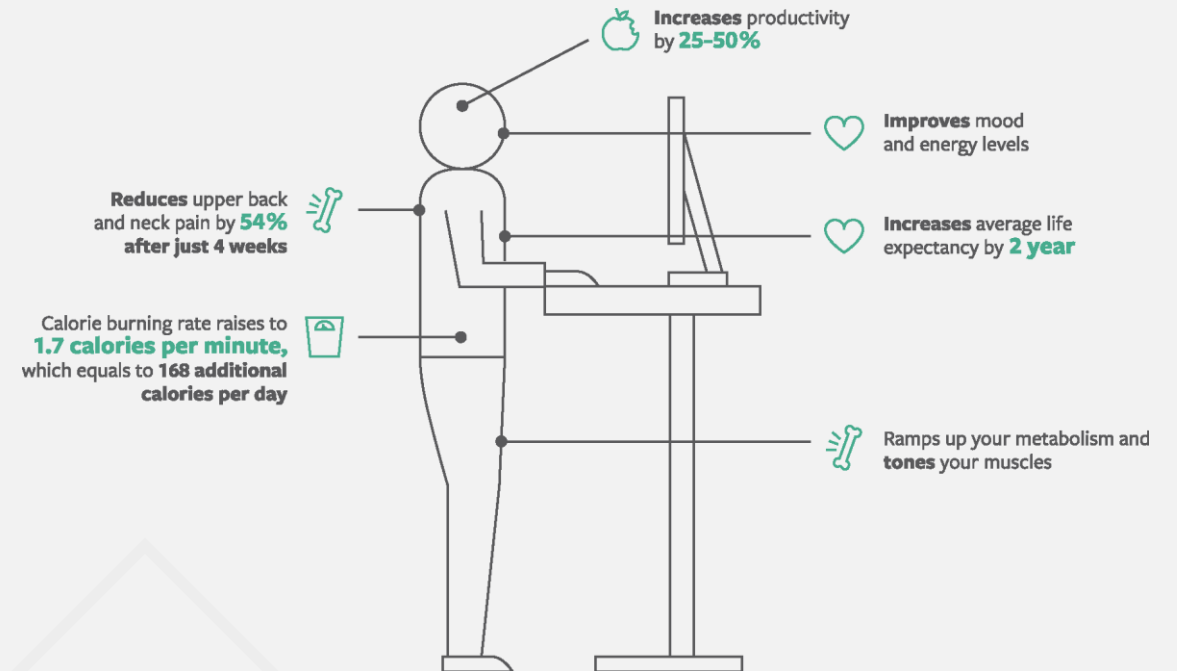 Increases productivity
by 25-50%
Improves mood
and energy levels
Reduces upper back
and neck pain by 54%
after just 4 weeks
Increases average life
expectancy by 2 year
Calorie burning rate raises to
1.7 calories per minute,
which equals to 168 additional
calories per day
Ramps up your metabolism and
tones your muscles